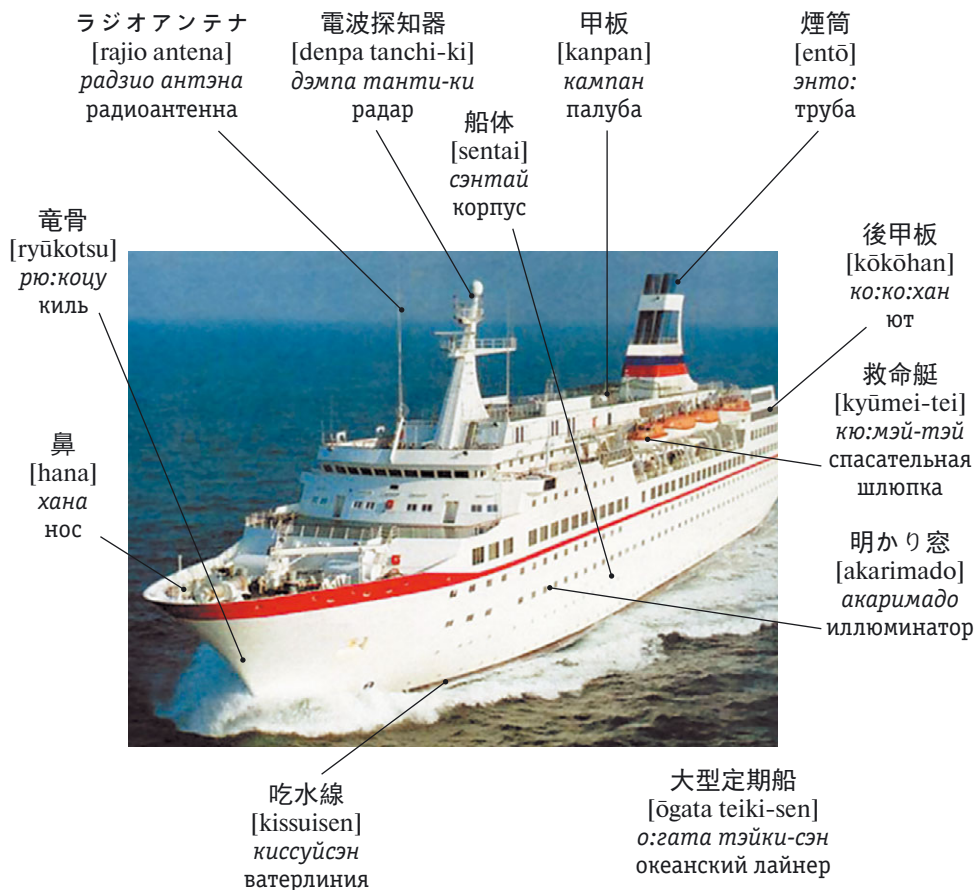 ラジオアンテナ
[rajio antena]
радзио антэна
радиоантенна
電波探知器
[denpa tanchi-ki]
дэмпа танти-ки
радар
甲板
[kanpan]
кампан
палуба
煙筒
[entō]
энто:
труба
船体
[sentai]
сэнтай
корпус
竜骨
[ryūkotsu]
рю:коцу
киль
後甲板
[kōkōhan]
ко:ко:хан
ют
救命艇
[kyūmei-tei]
кю:мэй-тэй
спасательная
шлюпка
鼻
[hana]
хана
нос
明かり窓
[akarimado]
акаримадо
иллюминатор
吃水線
[kissuisen]
киссуйсэн
ватерлиния
大型定期船
[ōgata teiki-sen]
о:гата тэйки-сэн
океанский лайнер